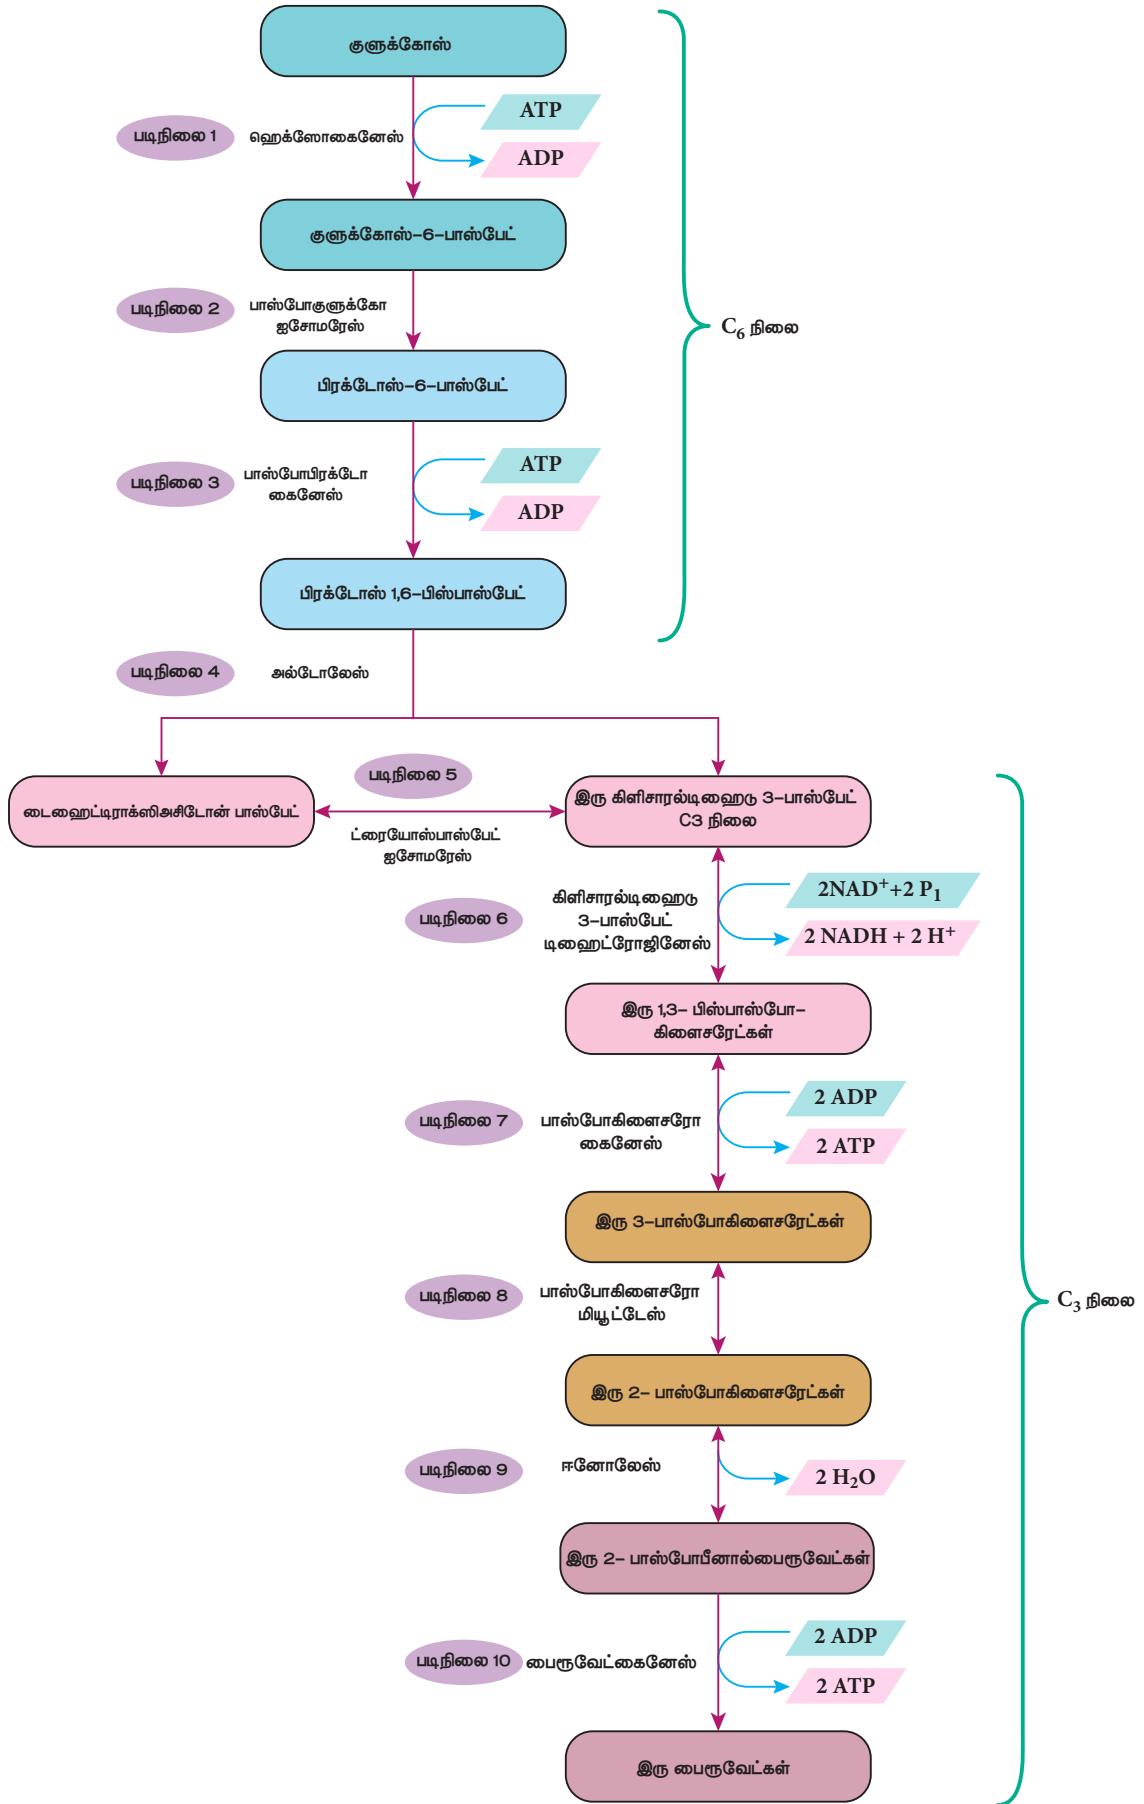 குளுக்கோஸ்
ATP
படிநிலை 1
ஹெக்ஸோகைனேஸ்
ADP
குளுக்கோஸ்-6-பாஸ்பேட்
படிநிலை 2
பாஸ்போகுளுக்கோ
ஐசோமரேஸ்
C₆ நிலை
பிரக்டோஸ்-6-பாஸ்பேட்
ATP
படிநிலை 3
பாஸ்போபிரக்டோ
கைனேஸ்
ADP
பிரக்டோஸ் 1,6-பிஸ்பாஸ்பேட்
படிநிலை 4
அல்டோலேஸ்
படிநிலை 5
டைஹைட்டிராக்ஸிஅசிடோன் பாஸ்பேட்
ட்ரையோஸ்பாஸ்பேட்
ஐசோமரேஸ்
இரு கிளிசாரல்டிஹைடு 3-பாஸ்பேட்
C3 நிலை
படிநிலை 6
கிளிசாரல்டிஹைடு
3-பாஸ்பேட்
டிஹைட்ரோஜினேஸ்
2NAD⁺+2 P₁
2 NADH + 2 H⁺
இரு 1,3- பிஸ்பாஸ்போ-
கிளைசரேட்கள்
2 ADP
படிநிலை 7
பாஸ்போகிளைசரோ
கைனேஸ்
2 ATP
இரு 3-பாஸ்போகிளைசரேட்கள்
படிநிலை 8
பாஸ்போகிளைசரோ
மியூட்டேஸ்
C₃ நிலை
இரு 2- பாஸ்போகிளைசரேட்கள்
படிநிலை 9
ஈனோலேஸ்
2 H₂O
இரு 2- பாஸ்போபீனால்பைரூவேட்கள்
2 ADP
படிநிலை 10
பைரூவேட்கைனேஸ்
2 ATP
இரு பைரூவேட்கள்